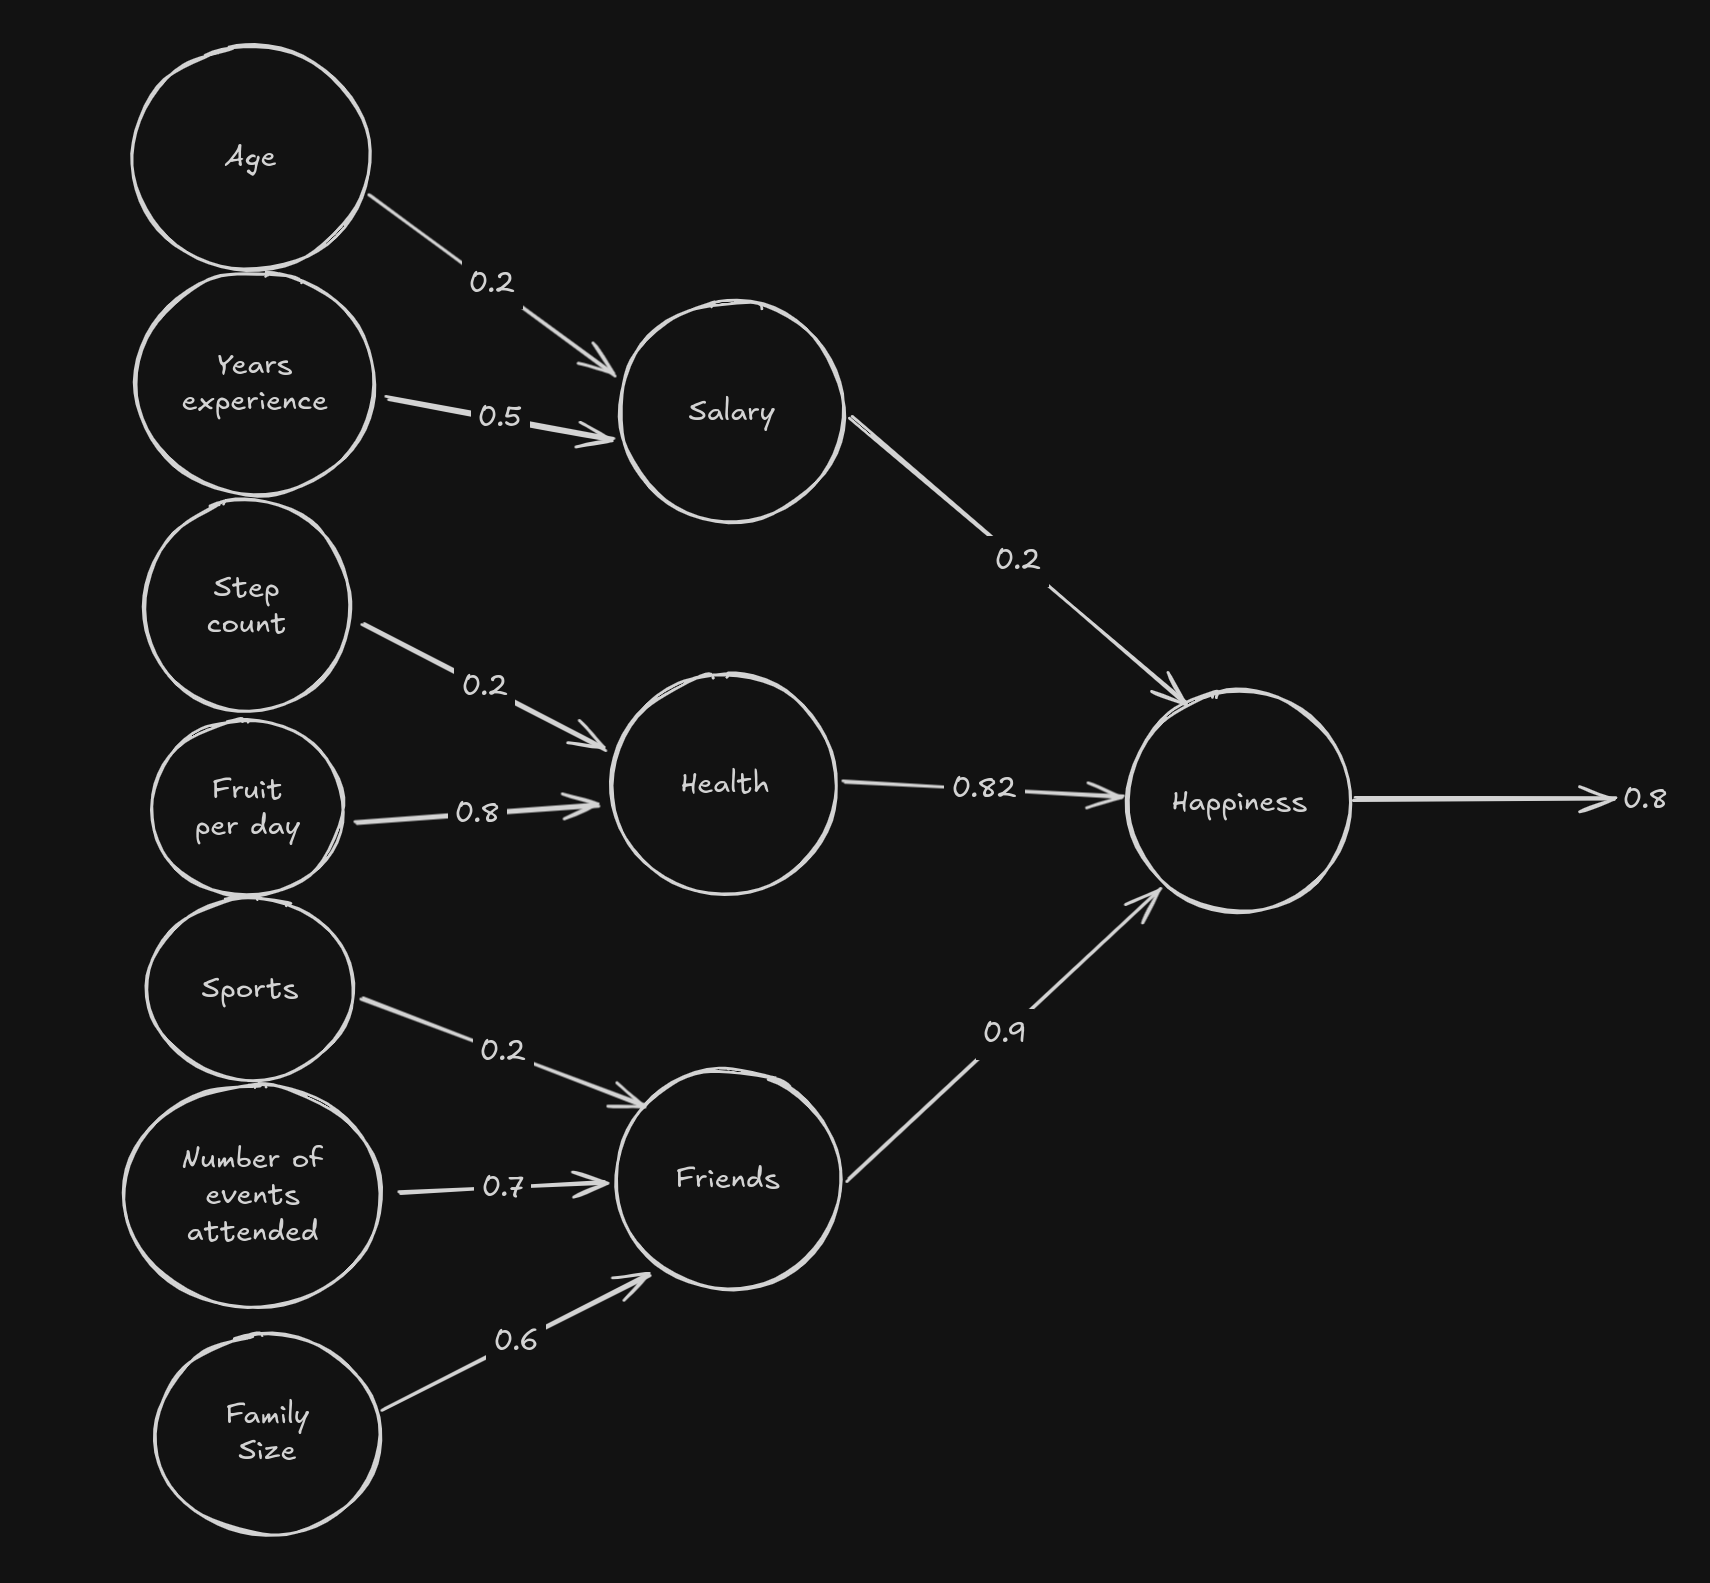 Age
0.2
Years
experience
0.5
Salary
0.2
Step
count
0.2
Fruit
per day
0.8
Health
0.82
Happiness
0.8
Sports
0.2
0.9
Number of
events
attended
0.7
Friends
0.6
Family
Size